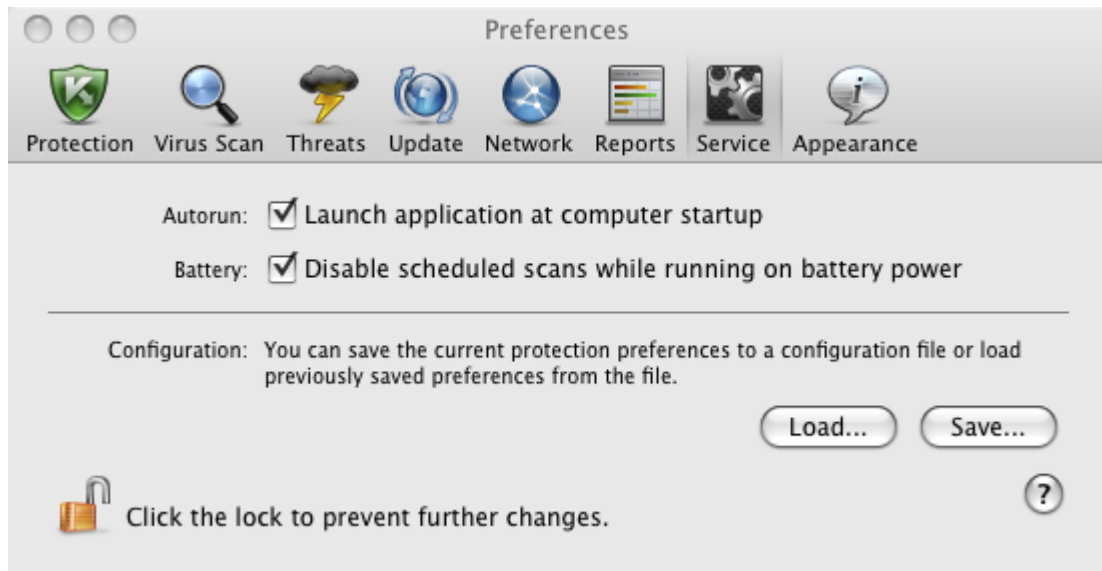 Preferences
Protection Virus Scan Threats Update Network Reports Service Appearance
Autorun: Launch application at computer startup
Battery: Disable scheduled scans while running on battery power
Configuration: You can save the current protection preferences to a configuration file or load
previously saved preferences from the file.
Load... Save...
?
Click the lock to prevent further changes.